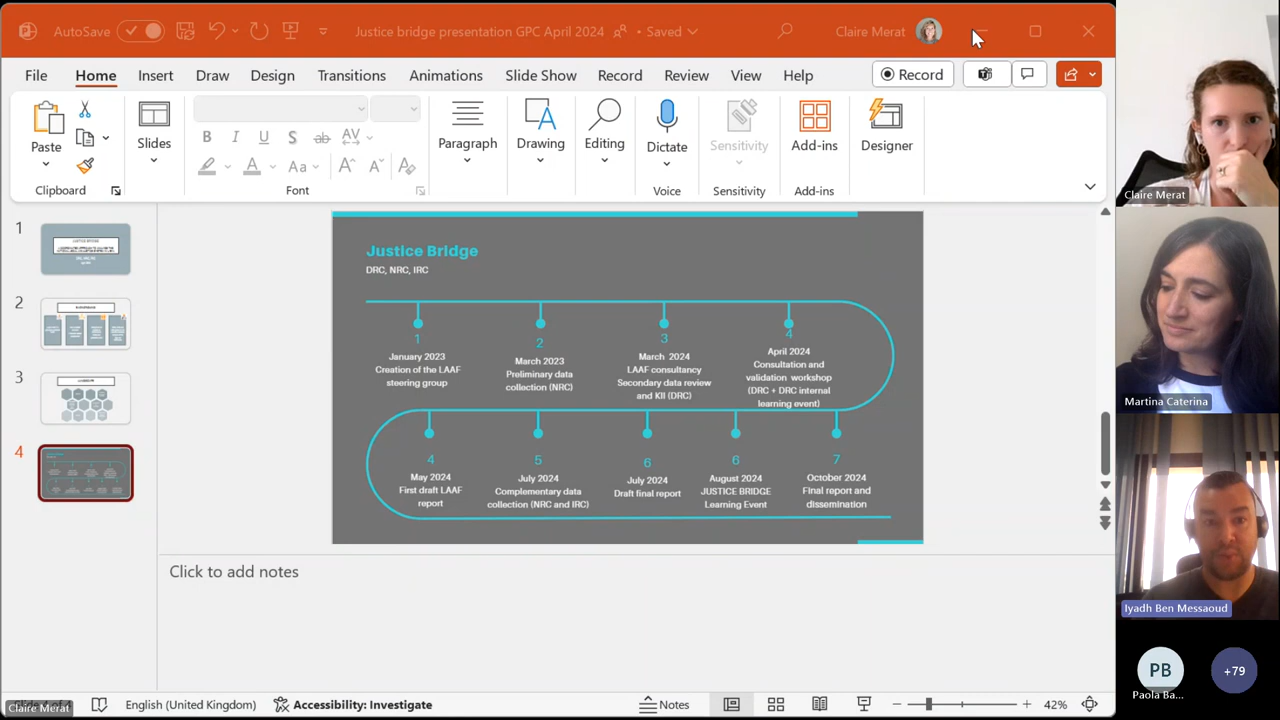 AutoSave
Justice bridge presentation GPC April 2024
Saved
Claire Merat
File Home Insert Draw Design Slide Show Transitions Animations Record Review View Help
Record
Paste
Slides
Paragraph
Drawing
Editing
Dictate
Sensitivity
Add-ins
Designer
Clipboard
Font
Voice
Sensitivity
Add-ins
1
2
3
4
Justice Bridge
DRC, NRC, IRC
1
January 2023
Creation of the LAAF
steering group
2
March 2023
Preliminary data
collection (NRC)
3
March 2024
LAAF consultancy
Secondary data review
and KII (DRC)
4
April 2024
Consultation and
validation workshop
(DRC + DRC internal
learning event)
4
May 2024
First draft LAAF
report
5
July 2024
Complementary data
collection (NRC and IRC)
6
July 2024
Draft final report
6
August 2024
JUSTICE BRIDGE
Learning Event
7
October 2024
Final report and
dissemination
Click to add notes
Claire Merat
English (United Kingdom)
Accessibility: Investigate
Notes
42%
Claire Merat
Martina Caterina
Iyadh Ben Messaoud
PB
Paola Ba...
+79